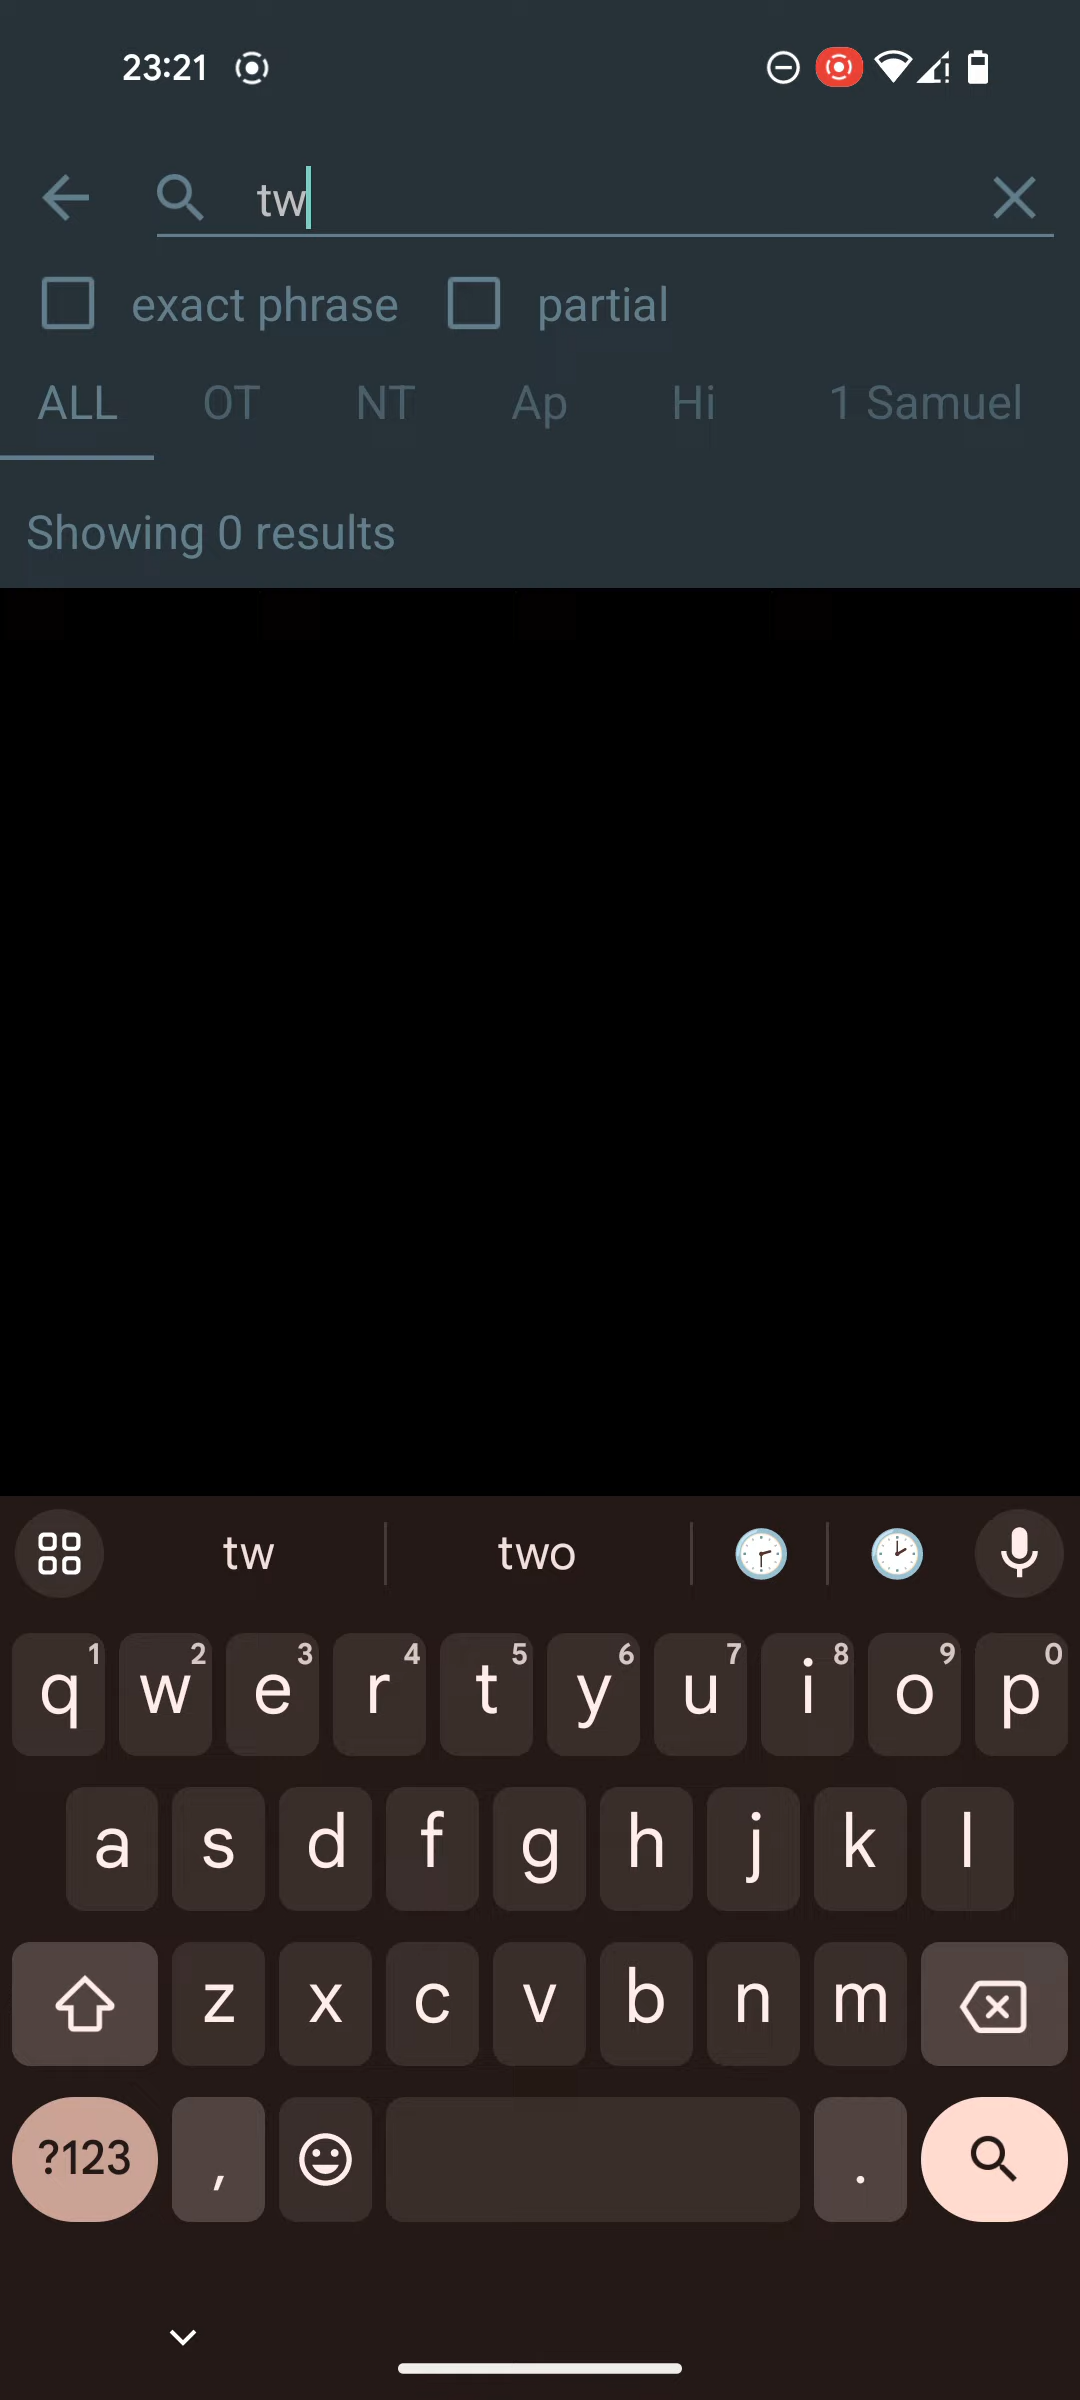 23:21
tw
exact phrase partial
ALL OT NT Ap Hi 1 Samuel
Showing 0 results
tw two
1 2 3 4 5 6 7 8 9 0
q w e r t y u i o p
a s d f g h j k l
z x c v b n m
?123 , .